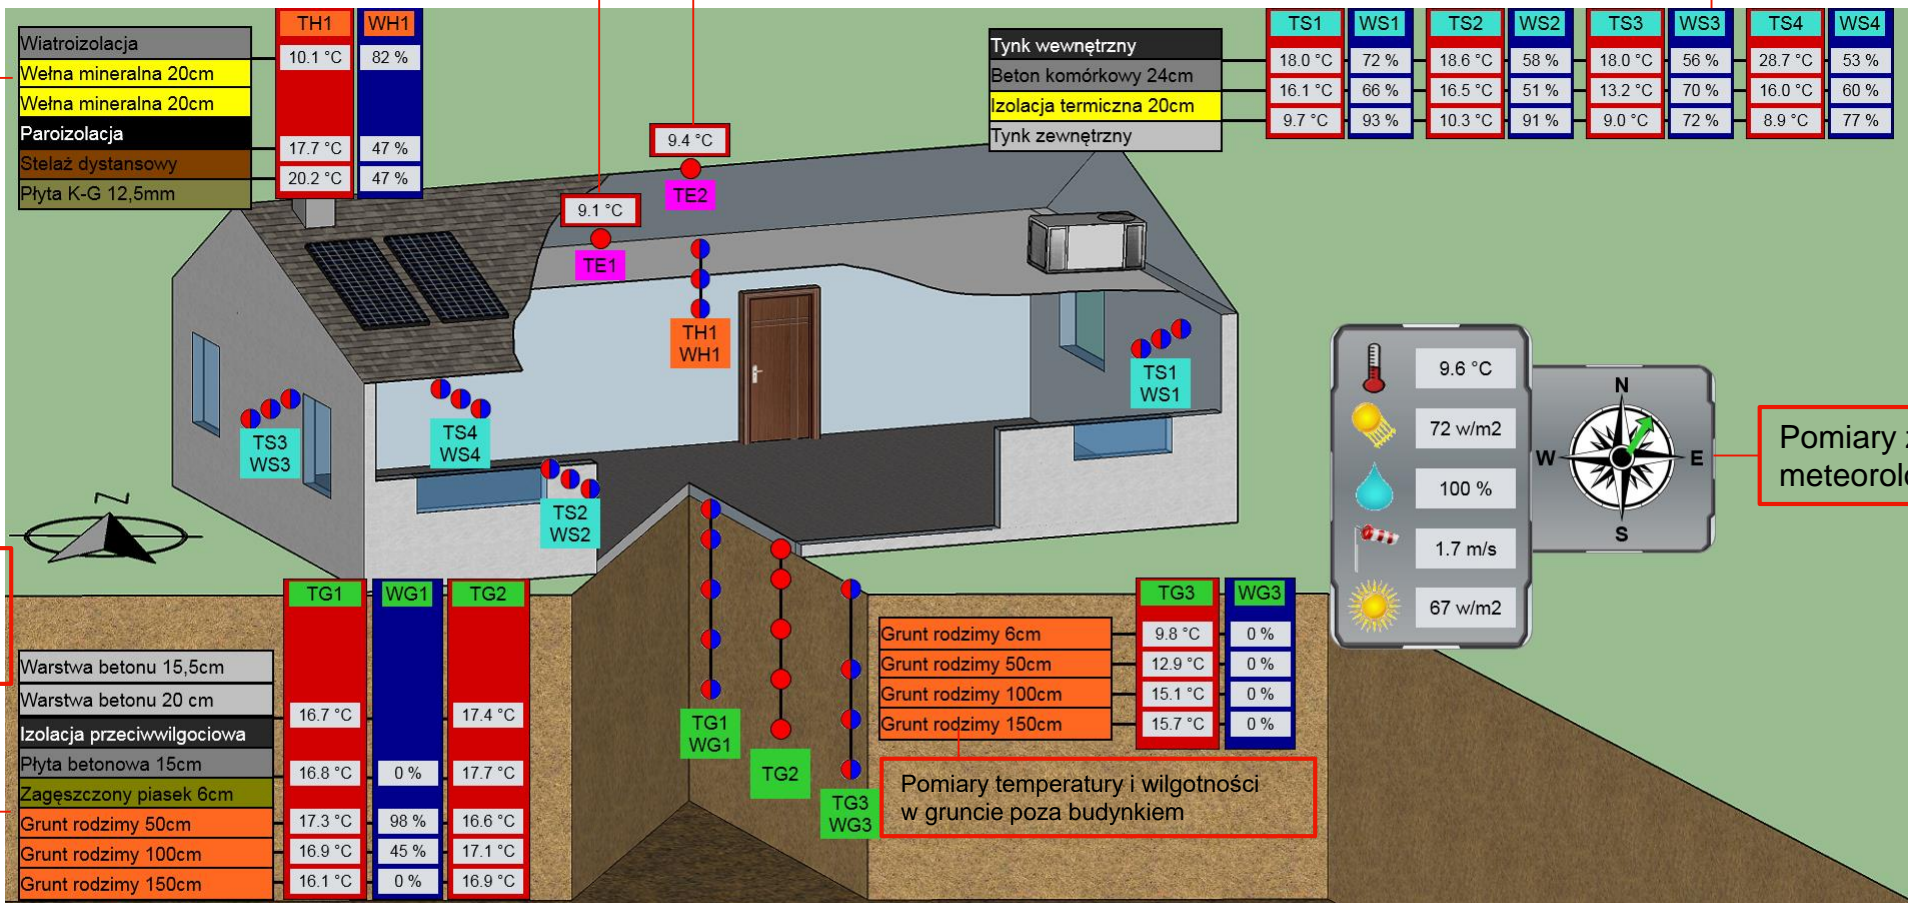 TH1 WH1
Wiatroizolacja 10.1 °C 82 %
Wełna mineralna 20cm
Wełna mineralna 20cm
Paroizolacja 17.7 °C 47 %
Stelaż dystansowy 20.2 °C 47 %
Płyta K-G 12,5mm
TS1 WS1 TS2 WS2 TS3 WS3 TS4 WS4
Tynk wewnętrzny 18.0 °C 72 % 18.6 °C 58 % 18.0 °C 56 % 28.7 °C 53 %
Beton komórkowy 24cm 16.1 °C 66 % 16.5 °C 51 % 13.2 °C 70 % 16.0 °C 60 %
Izolacja termiczna 20cm 9.7 °C 93 % 10.3 °C 91 % 9.0 °C 72 % 8.9 °C 77 %
Tynk zewnętrzny
9.4 °C
TE2
9.1 °C
TE1
TH1
WH1
TS1
WS1
TS3
WS3
TS4
WS4
TS2
WS2
N
9.6 °C
72 w/m2
100 %
1.7 m/s
67 w/m2
N
W E
S
Pomiary
TG1 WG1 TG2
Warstwa betonu 15,5cm
Warstwa betonu 20 cm 16.7 °C 17.4 °C
Izolacja przeciwwilgociowa
Płyta betonowa 15cm 16.8 °C 0 % 17.7 °C
Zagęszczony piasek 6cm
Grunt rodzimy 50cm 17.3 °C 98 % 16.6 °C
Grunt rodzimy 100cm 16.9 °C 45 % 17.1 °C
Grunt rodzimy 150cm 16.1 °C 0 % 16.9 °C
TG1
WG1
TG2
TG3
WG3
TG3 WG3
Grunt rodzimy 6cm 9.8 °C 0 %
Grunt rodzimy 50cm 12.9 °C 0 %
Grunt rodzimy 100cm 15.1 °C 0 %
Grunt rodzimy 150cm 15.7 °C 0 %
Pomiary temperatury i wilgotności
w gruncie poza budynkiem